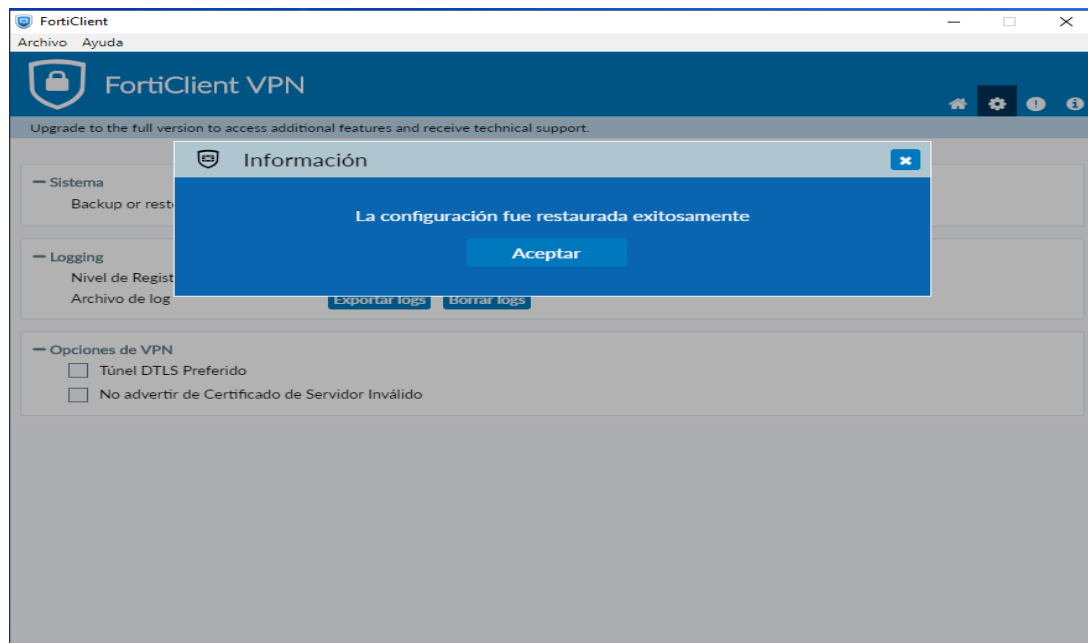 FortiClient
Archivo Ayuda
FortiClient VPN
Upgrade to the full version to access additional features and receive technical support.
Información
Sistema
Backup or
La configuración fue restaurada exitosamente
Aceptar
Logging
Nivel de
Archivo de log
Exportar logs Borrar logs
Opciones de VPN
Túnel DTLS Preferido
No advertir de Certificado de Servidor Inválido